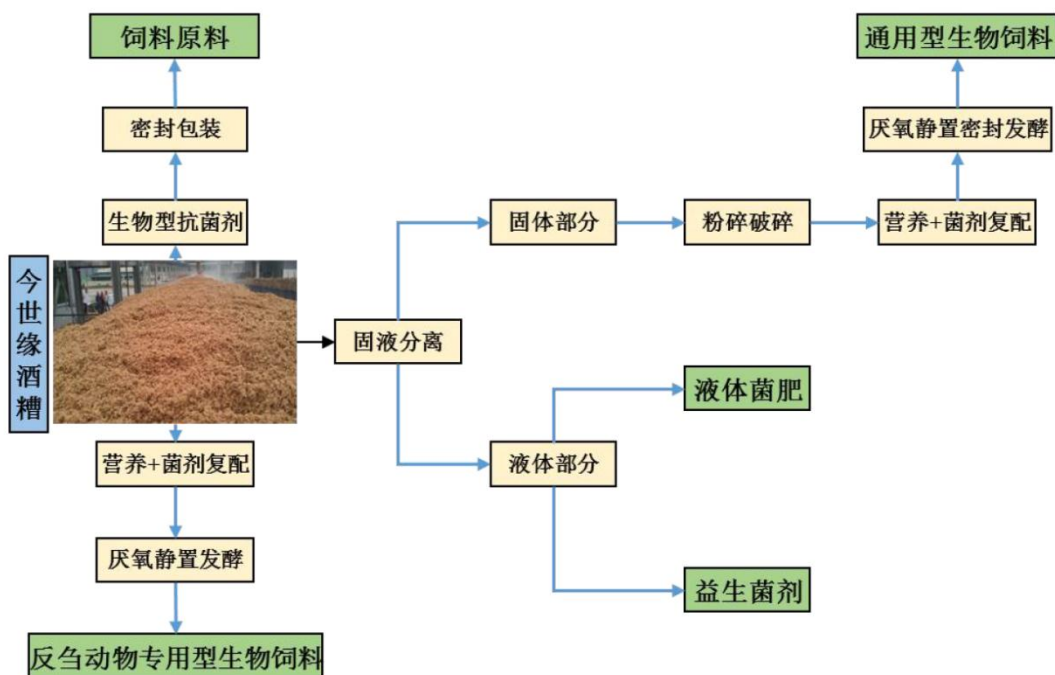 饲料原料
通用型生物饲料
密封包装
厌氧静置密封发酵
生物型抗菌剂
固体部分
粉碎破碎
营养+菌剂复配
今世缘酒糟
固液分离
液体菌肥
营养+菌剂复配
液体部分
厌氧静置发酵
益生菌剂
反刍动物专用型生物饲料